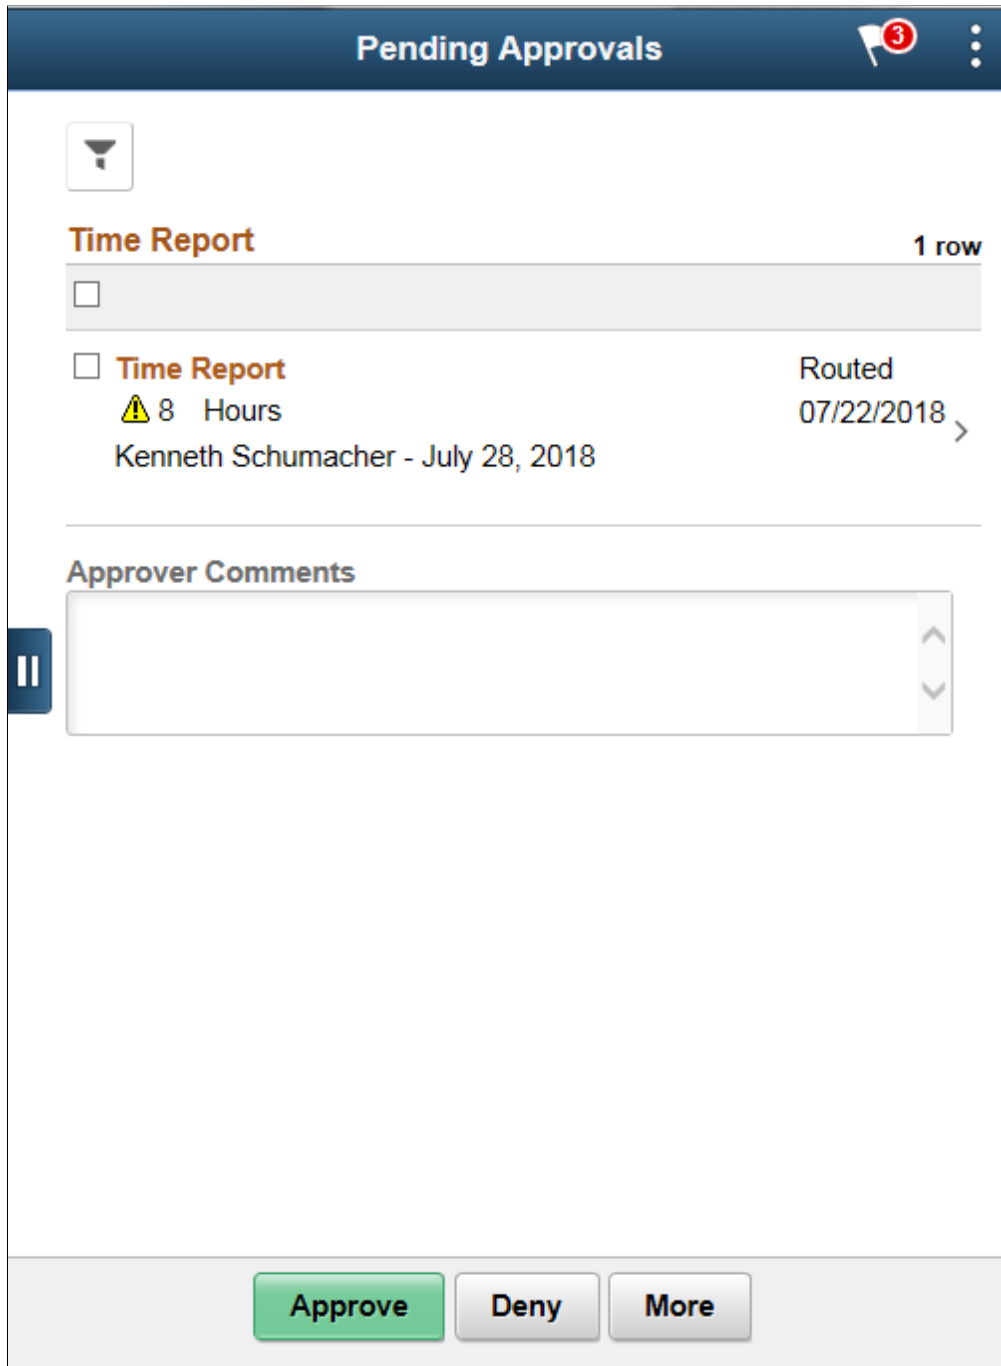 Pending Approvals
3
Time Report
1 row
Time Report
Routed
8 Hours
07/22/2018
Kenneth Schumacher - July 28, 2018
Approver Comments
Approve
Deny
More